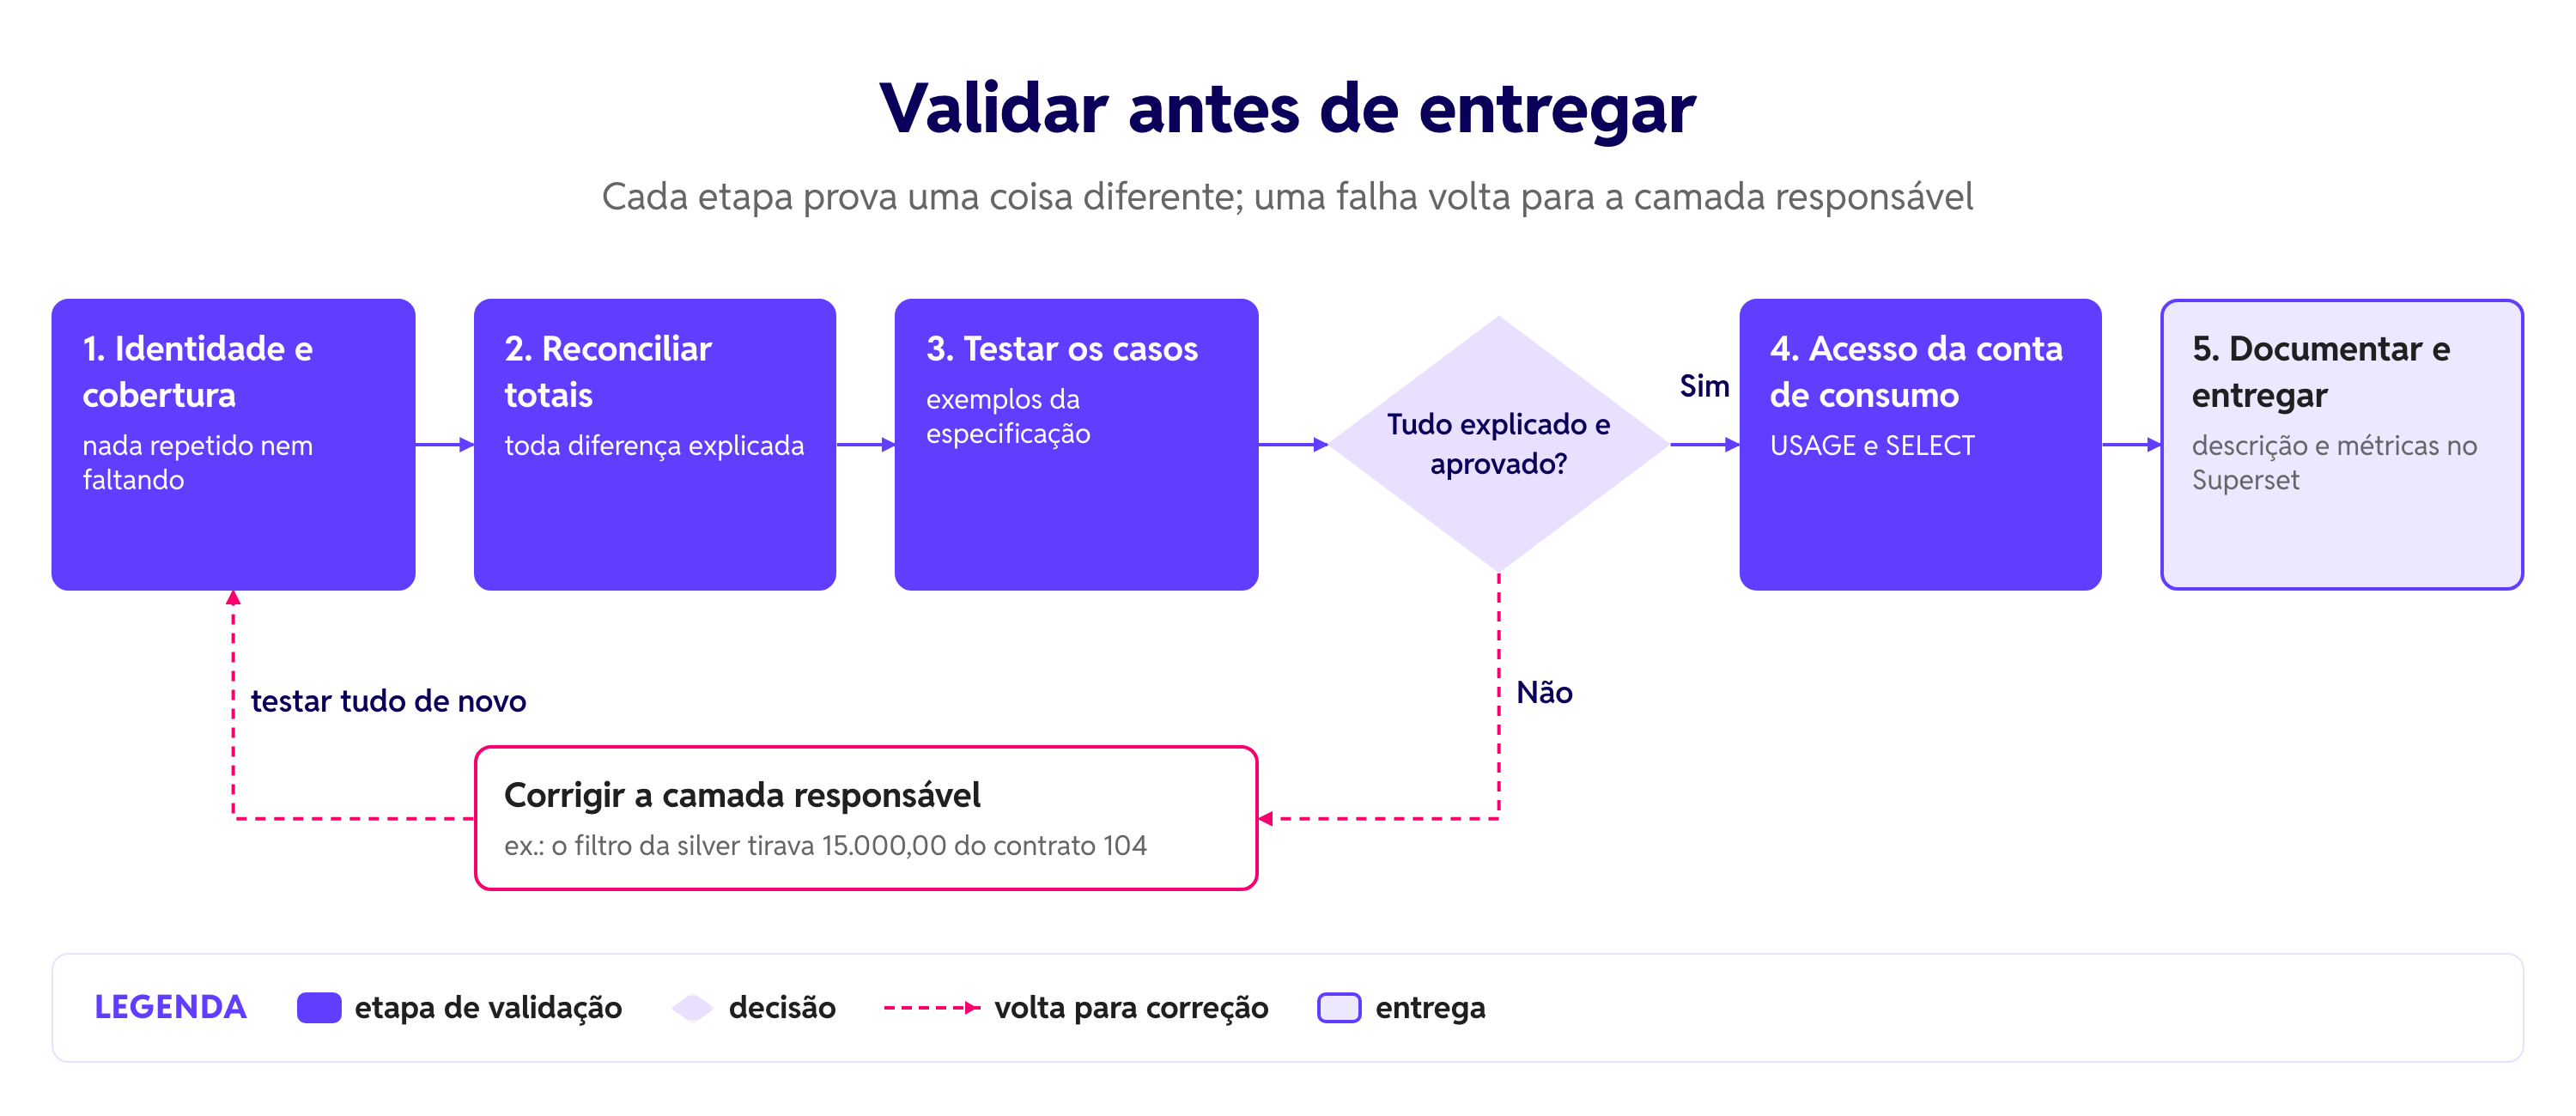 Validar antes de entregar
Cada etapa prova uma coisa diferente; uma falha volta para a camada responsável
1. Identidade e
cobertura
nada repetido nem
faltando
2. Reconciliar
totais
toda diferença explicada
3. Testar os casos
exemplos da
especificação
Tudo explicado e
aprovado?
Sim
4. Acesso da conta
de consumo
USAGE e SELECT
5. Documentar e
entregar
descrição e métricas no
Superset
testar tudo de novo
Não
Corrigir a camada responsável
ex.: o filtro da silver tirava 15.000,00 do contrato 104
LEGENDA
etapa de validação
decisão
volta para correção
entrega